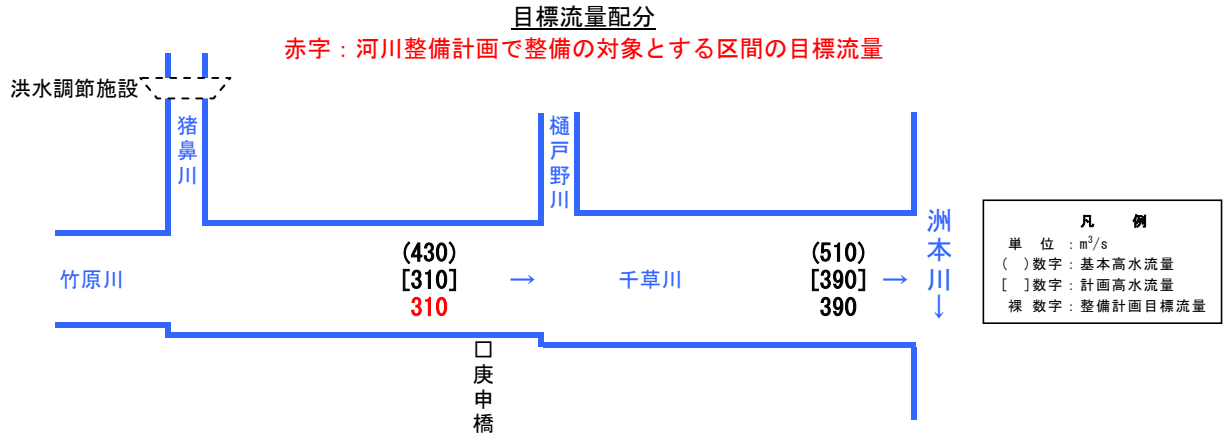 目標流量配分
赤字：河川整備計画で整備の対象とする区間の目標流量
洪水調節施設
猪鼻川
樋戸野川
洲本川↓
竹原川
(430)
[310]
310
→
千草川
(510)
[390]
390
→
□庚申橋
凡　例
単　位：m³/s
(　)数字：基本高水流量
[　]数字：計画高水流量
裸 数字：整備計画目標流量